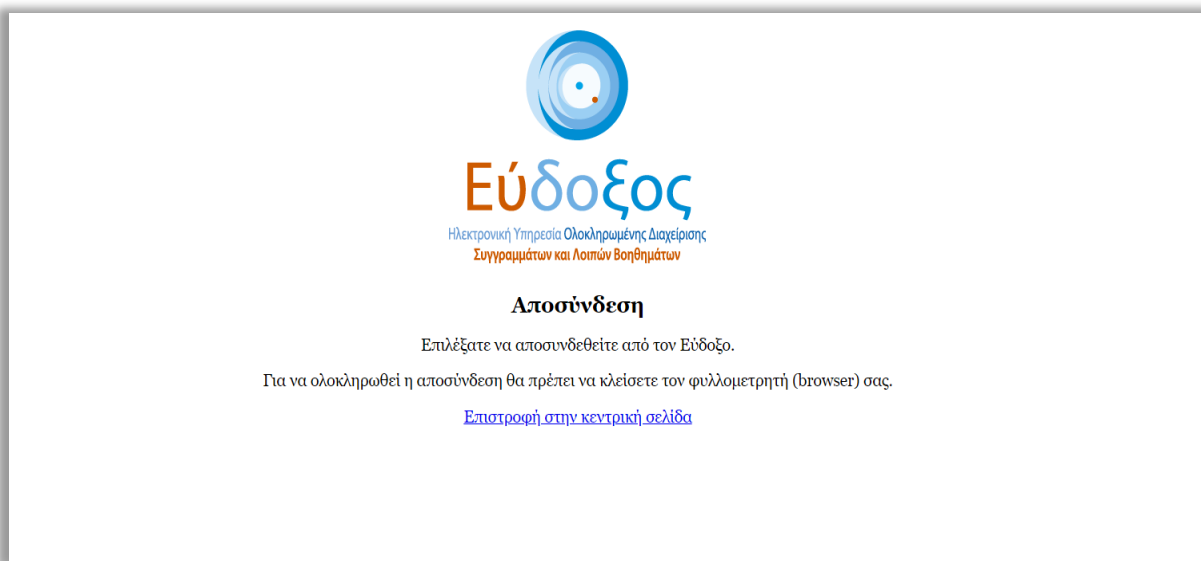 Εύδοξος
Ηλεκτρονική Υπηρεσία Ολοκληρωμένης Διαχείρισης
Συγγραμμάτων και Λοιπών Βοηθημάτων
Αποσύνδεση
Επιλέξατε να αποσυνδεθείτε από τον Εύδοξο.
Για να ολοκληρωθεί η αποσύνδεση θα πρέπει να κλείσετε τον φυλλομετρητή (browser) σας.
Επιστροφή στην κεντρική σελίδα